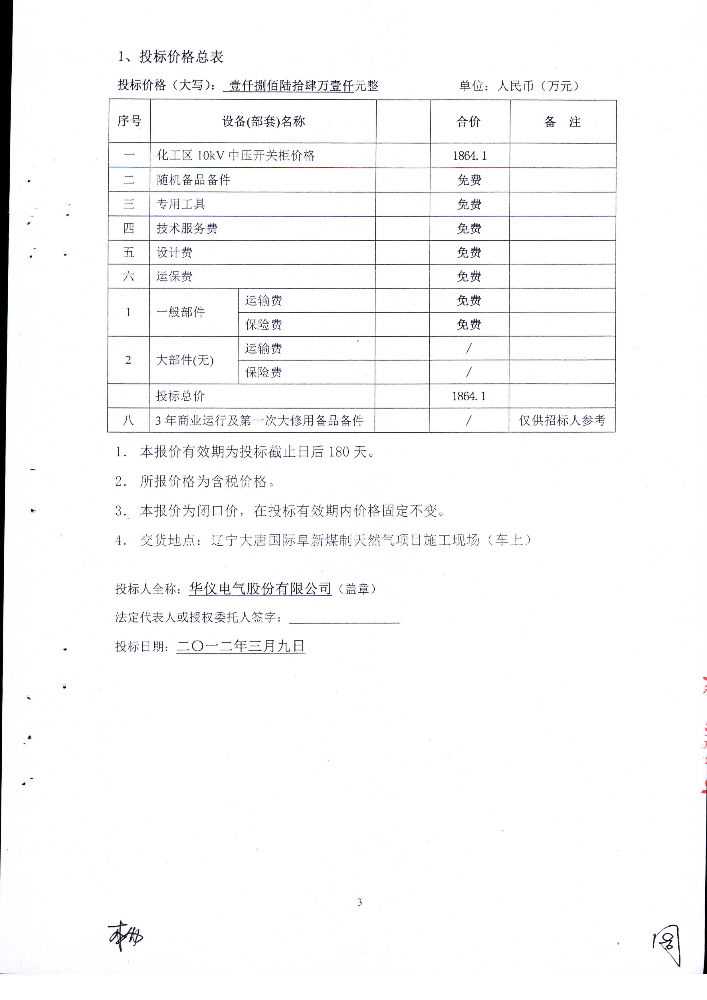 1、投标价格总表
投标价格（大写）： 壹仟捌佰陆拾肆万壹仟元整 单位：人民币（万元）
序号 设备(部套)名称 合价 备 注
一 化工区 10kV 中压开关柜价格 1864.1
二 随机备品备件 免费
三 专用工具 免费
四 技术服务费 免费
五 设计费 免费
六 运保费 免费
1 一般部件 运输费 免费
保险费 免费
2 大部件(无) 运输费 /
保险费 /
投标总价 1864.1
八 3 年商业运行及第一次大修用备品备件 / 仅供招标人参考
1. 本报价有效期为投标截止日后 180 天。
2. 所报价格为含税价格。
3. 本报价为闭口价，在投标有效期内价格固定不变。
4. 交货地点：辽宁大唐国际阜新煤制天然气项目施工现场（车上）
投标人全称：华仪电气股份有限公司（盖章）
法定代表人或授权委托人签字：
投标日期：二〇一二年三月九日
3